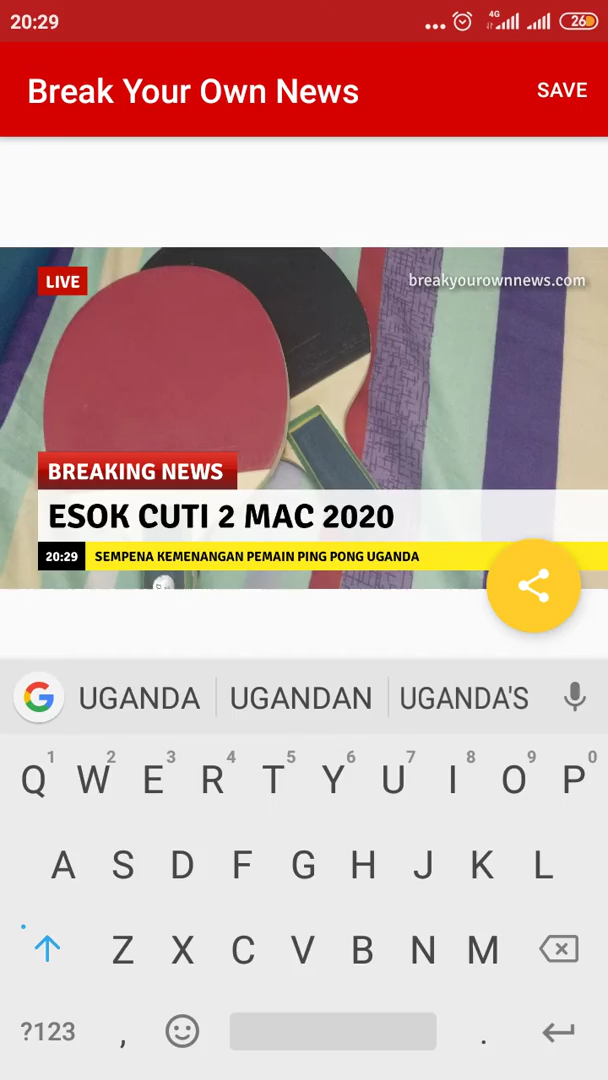 20:29
4G
26
Break Your Own News
SAVE
LIVE
breakyourownnews.com
BREAKING NEWS
ESOK CUTI 2 MAC 2020
20:29 SEMPENA KEMENANGAN PEMAIN PING PONG UGANDA
UGANDA UGANDAN UGANDA'S
1 2 3 4 5 6 7 8 9 0
Q W E R T Y U I O P
A S D F G H J K L
Z X C V B N M
?123 , .